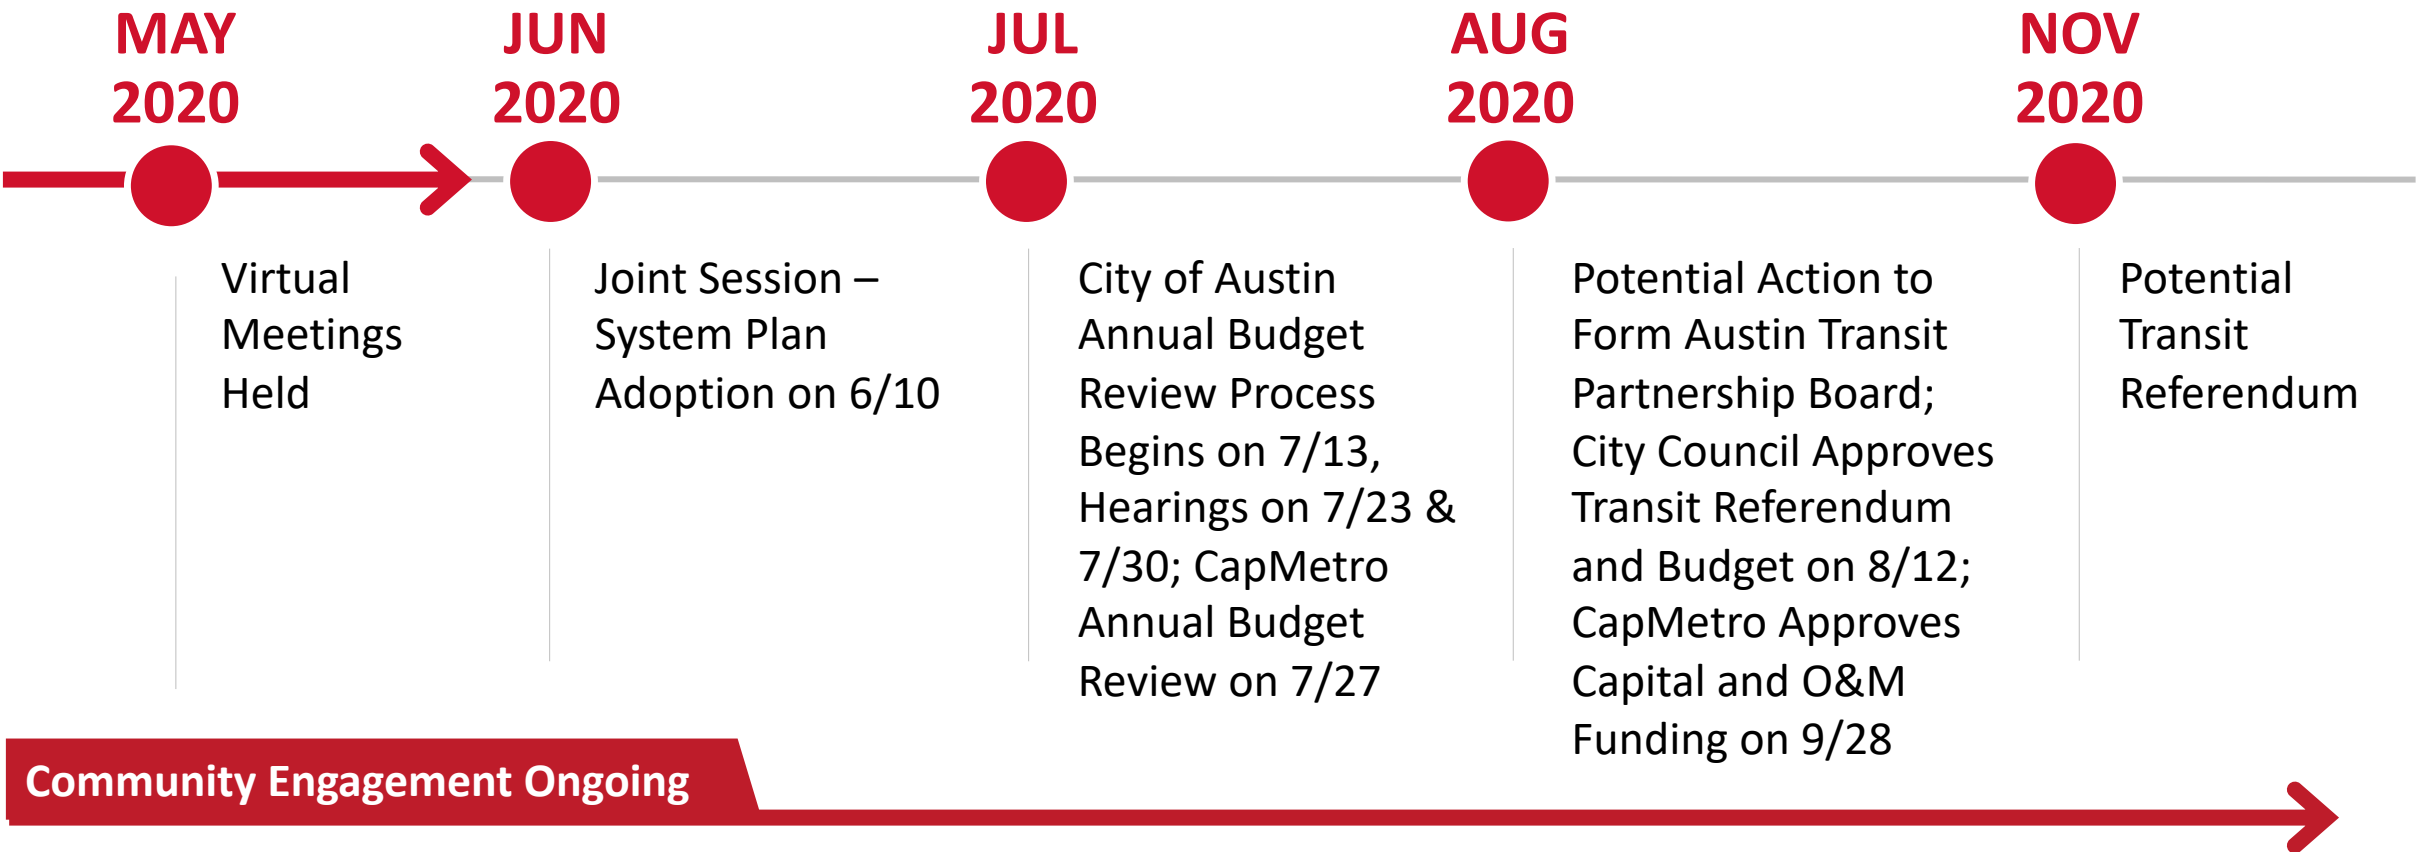 MAY
2020
JUN
2020
JUL
2020
AUG
2020
NOV
2020
Virtual
Meetings
Held
Joint Session –
System Plan
Adoption on 6/10
City of Austin
Annual Budget
Review Process
Begins on 7/13,
Hearings on 7/23 &
7/30; CapMetro
Annual Budget
Review on 7/27
Potential Action to
Form Austin Transit
Partnership Board;
City Council Approves
Transit Referendum
and Budget on 8/12;
CapMetro Approves
Capital and O&M
Funding on 9/28
Potential
Transit
Referendum
Community Engagement Ongoing